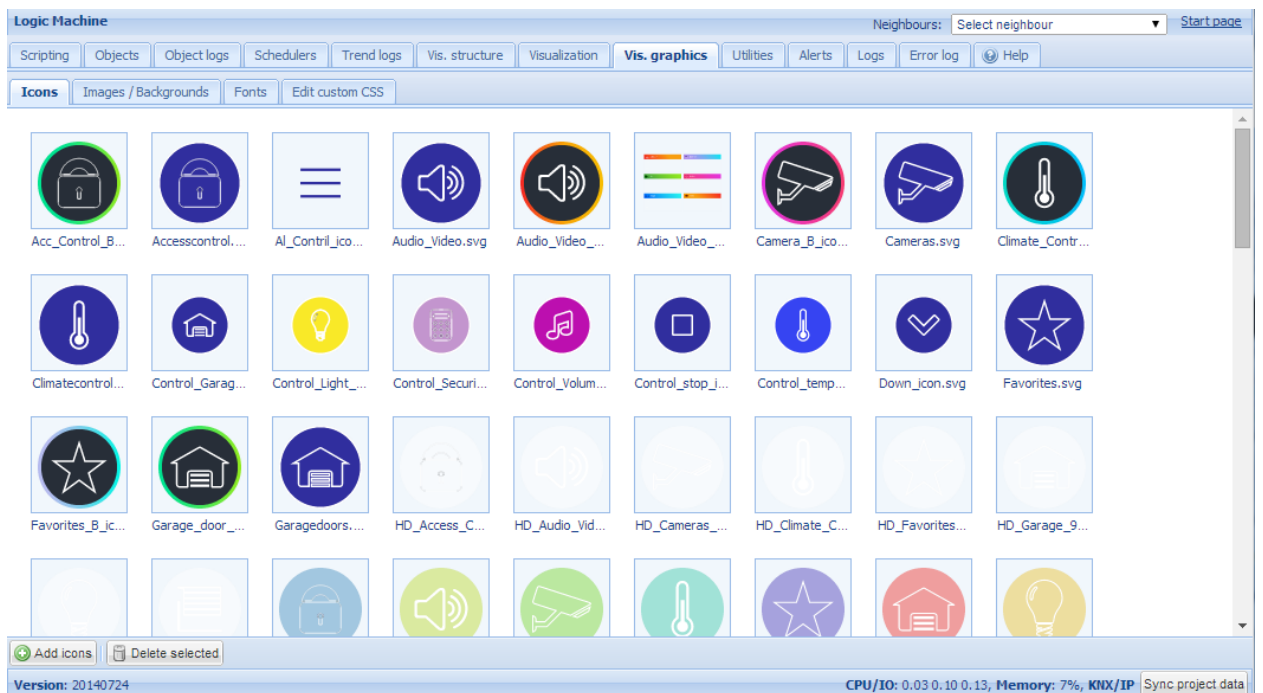 Logic Machine Neighbours: Select neighbour Start page
Scripting Objects Object logs Schedulers Trend logs Vis. structure Visualization Vis. graphics Utilities Alerts Logs Error log Help
Icons Images / Backgrounds Fonts Edit custom CSS
Acc_Control_B... Accesscontrol.... Al_Contril_ico... Audio_Video.svg Audio_Video_... Audio_Video_... Camera_B_ico... Cameras.svg Climate_Contr...
Climatecontrol... Control_Garag... Control_Light_... Control_Securi... Control_Volum... Control_stop_i... Control_temp... Down_icon.svg Favorites.svg
Favorites_B_ic... Garage_door_... Garagedoors.... HD_Access_C... HD_Audio_Vid... HD_Cameras_... HD_Climate_C... HD_Favorites... HD_Garage_9...
Add icons Delete selected
Version: 20140724 CPU/IO: 0.03 0.10 0.13, Memory: 7%, KNX/IP Sync project data